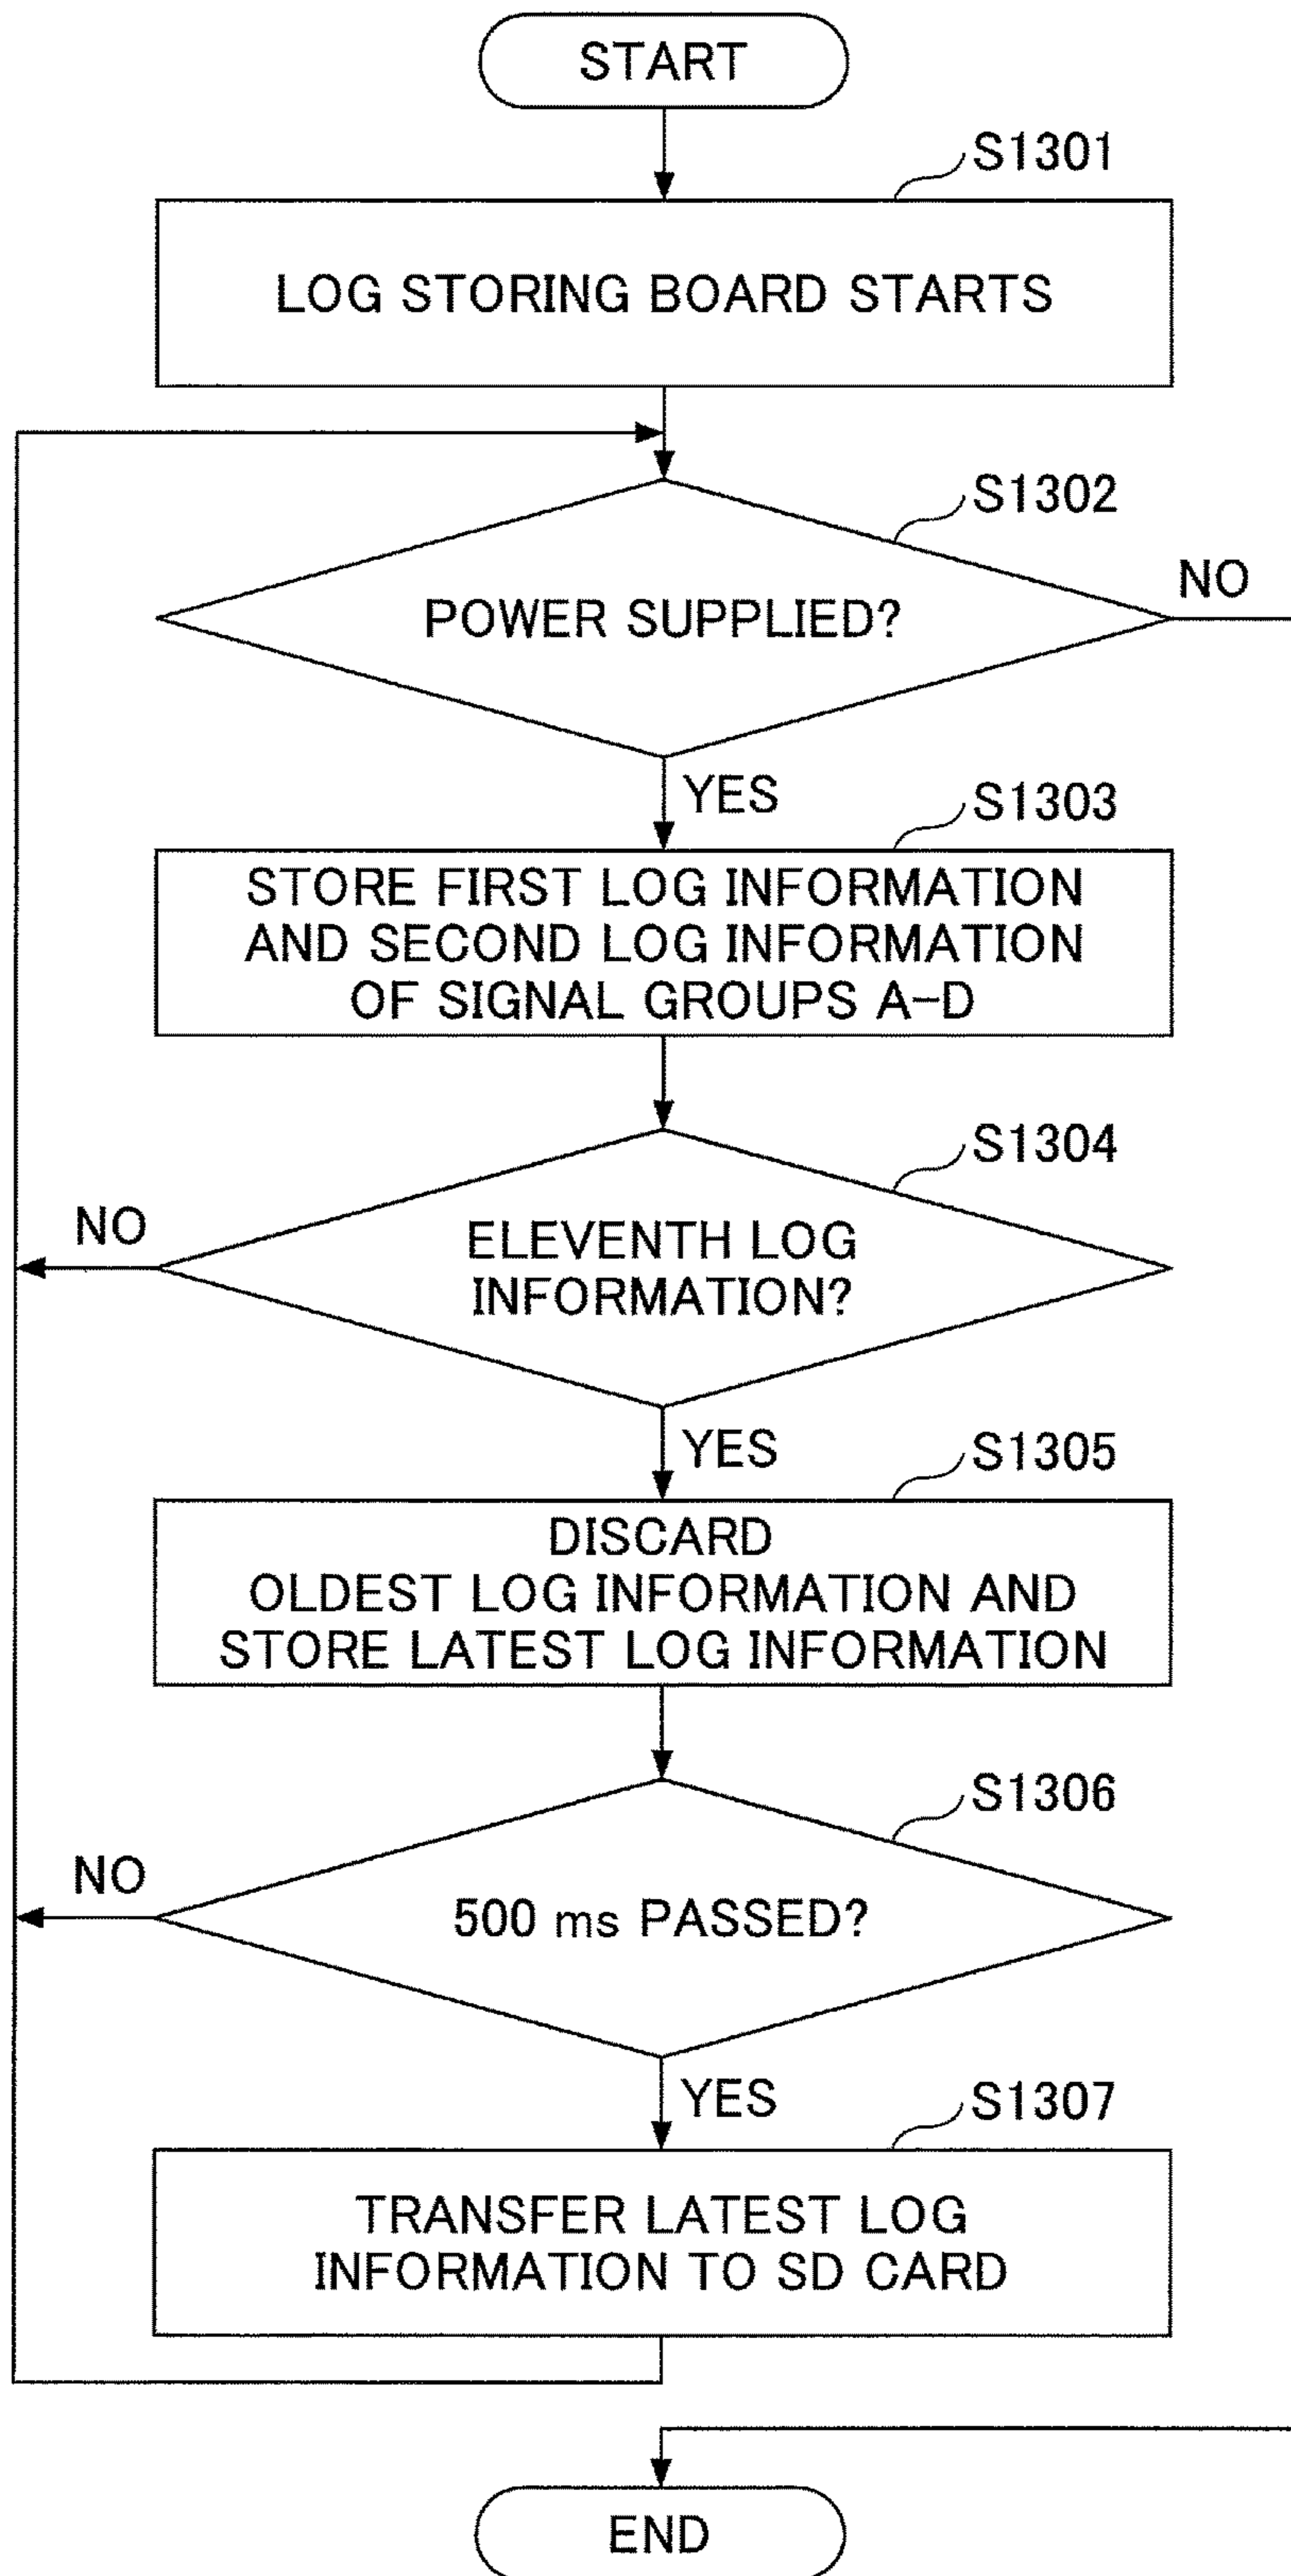 START
S1301
LOG STORING BOARD STARTS
S1302
NO
POWER SUPPLIED?
YES
S1303
STORE FIRST LOG INFORMATION
AND SECOND LOG INFORMATION
OF SIGNAL GROUPS A-D
S1304
NO
ELEVENTH LOG
INFORMATION?
YES
S1305
DISCARD
OLDEST LOG INFORMATION AND
STORE LATEST LOG INFORMATION
S1306
NO
500 ms PASSED?
YES
S1307
TRANSFER LATEST LOG
INFORMATION TO SD CARD
END